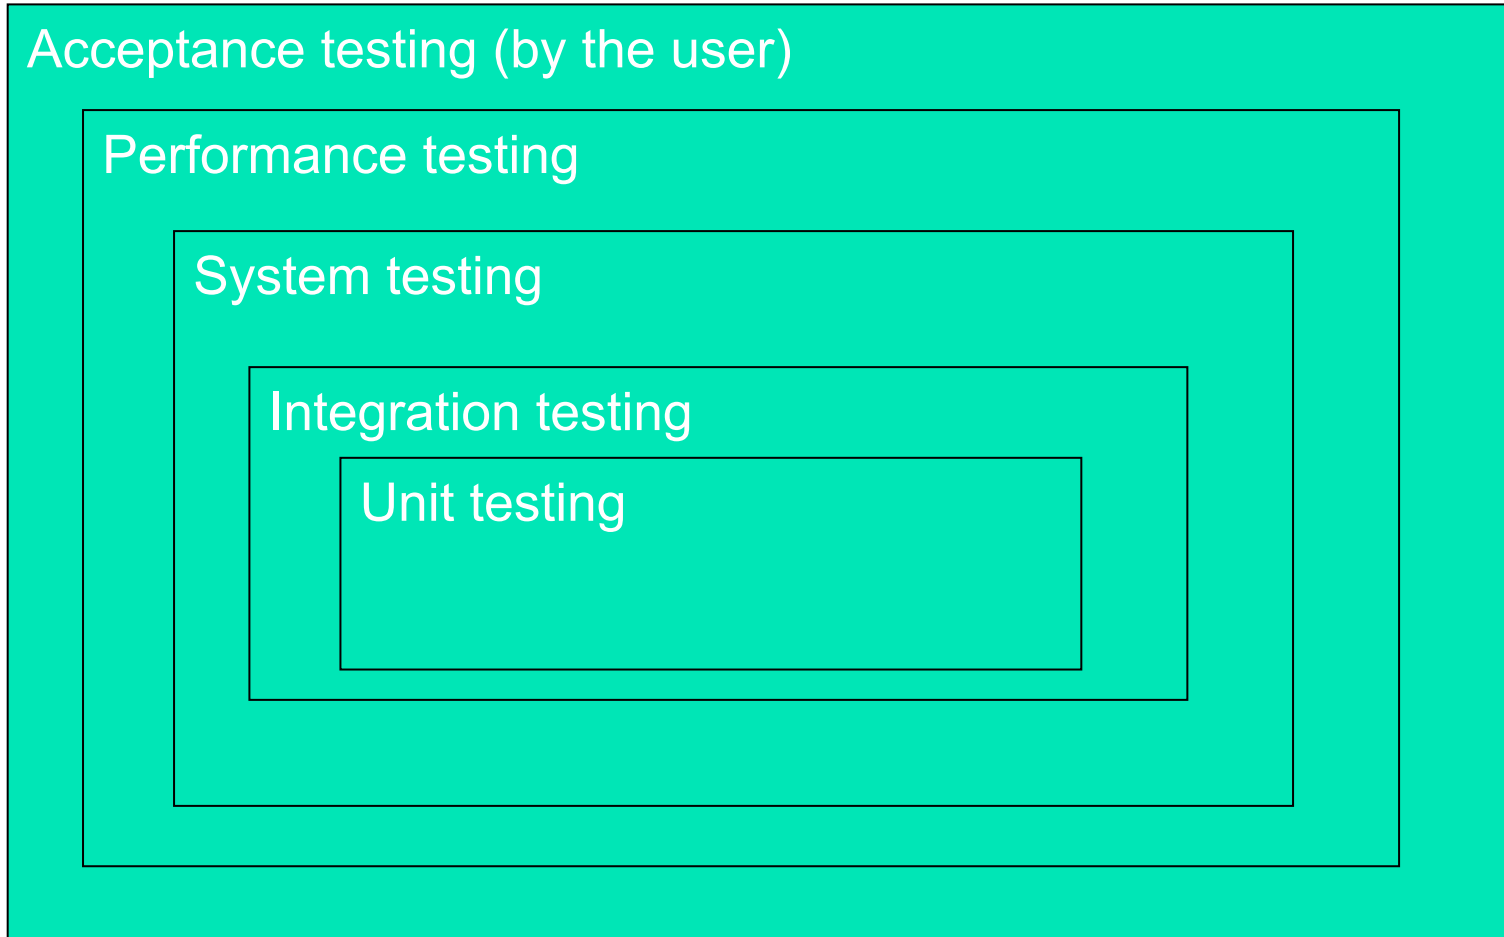 Acceptance testing (by the user)
Performance testing
System testing
Integration testing
Unit testing